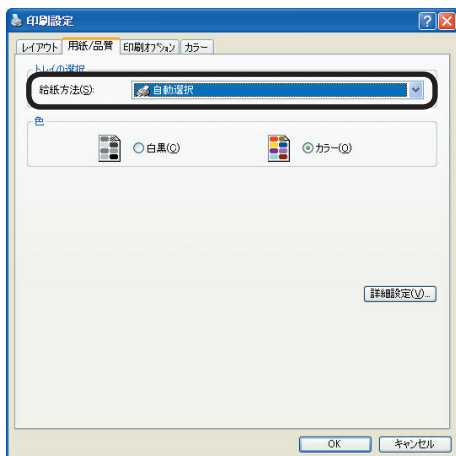 印刷設定
レイアウト 用紙/品質 印刷オプション カラー
トレイの選択
給紙方法(S): 自動選択
色
白黒(C) カラー(O)
詳細設定(V)...
OK キャンセル